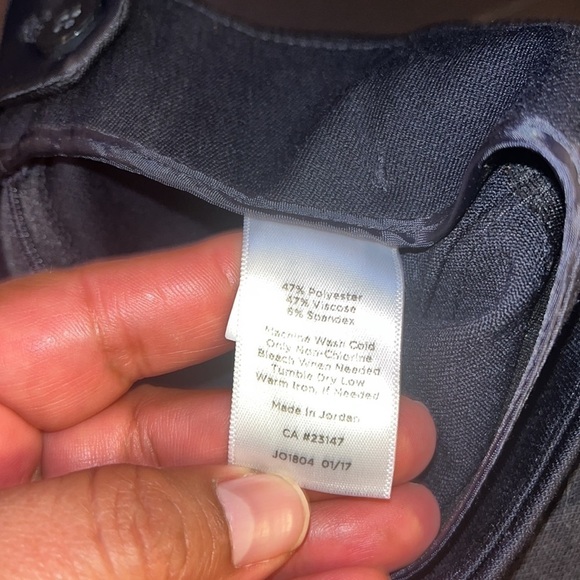 47% Polyester
47% Viscose
6% Spandex
Machine Wash Cold
Only Non-Chlorine
Bleach When Needed
Tumble Dry Low
Warm Iron, If Needed
Made in Jordan
CA #23147
JO1804 01/17